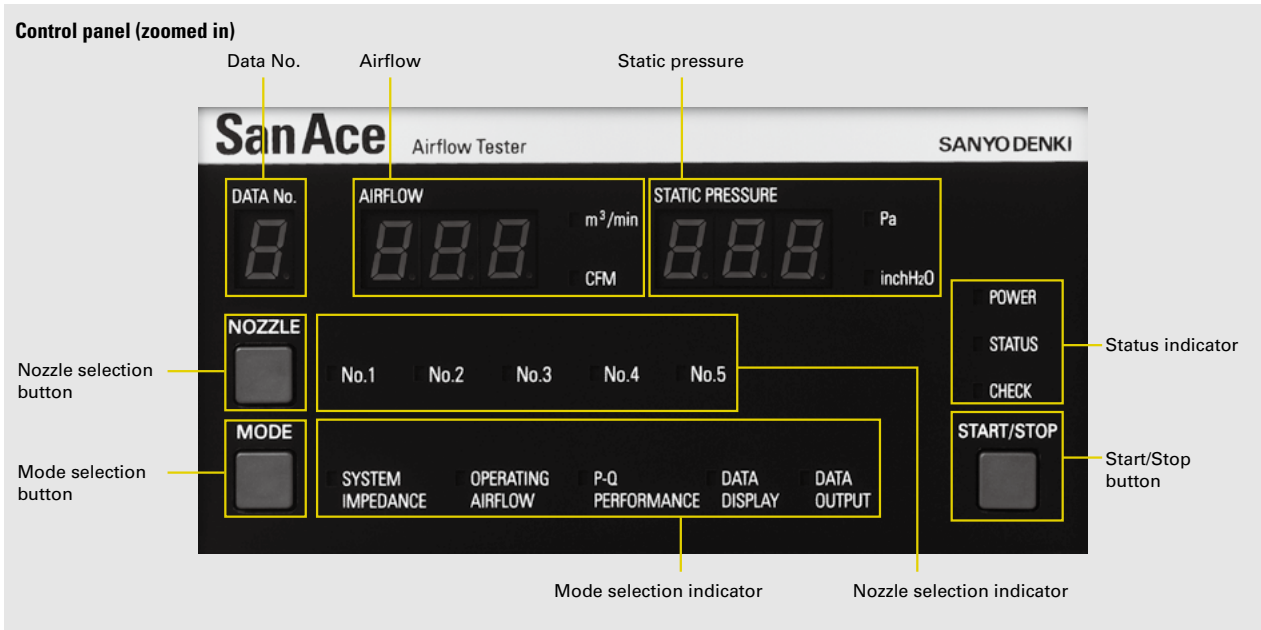 Control panel (zoomed in)
Data No.
Airflow
Static pressure
San Ace
Airflow Tester
SANYO DENKI
DATA No.
AIRFLOW
m³/min
CFM
STATIC PRESSURE
Pa
inchH₂O
POWER
STATUS
CHECK
Status indicator
NOZZLE
Nozzle selection
button
No.1
No.2
No.3
No.4
No.5
MODE
Mode selection
button
SYSTEM
IMPEDANCE
OPERATING
AIRFLOW
P-Q
PERFORMANCE
DATA
DISPLAY
DATA
OUTPUT
START/STOP
Start/Stop
button
Mode selection indicator
Nozzle selection indicator